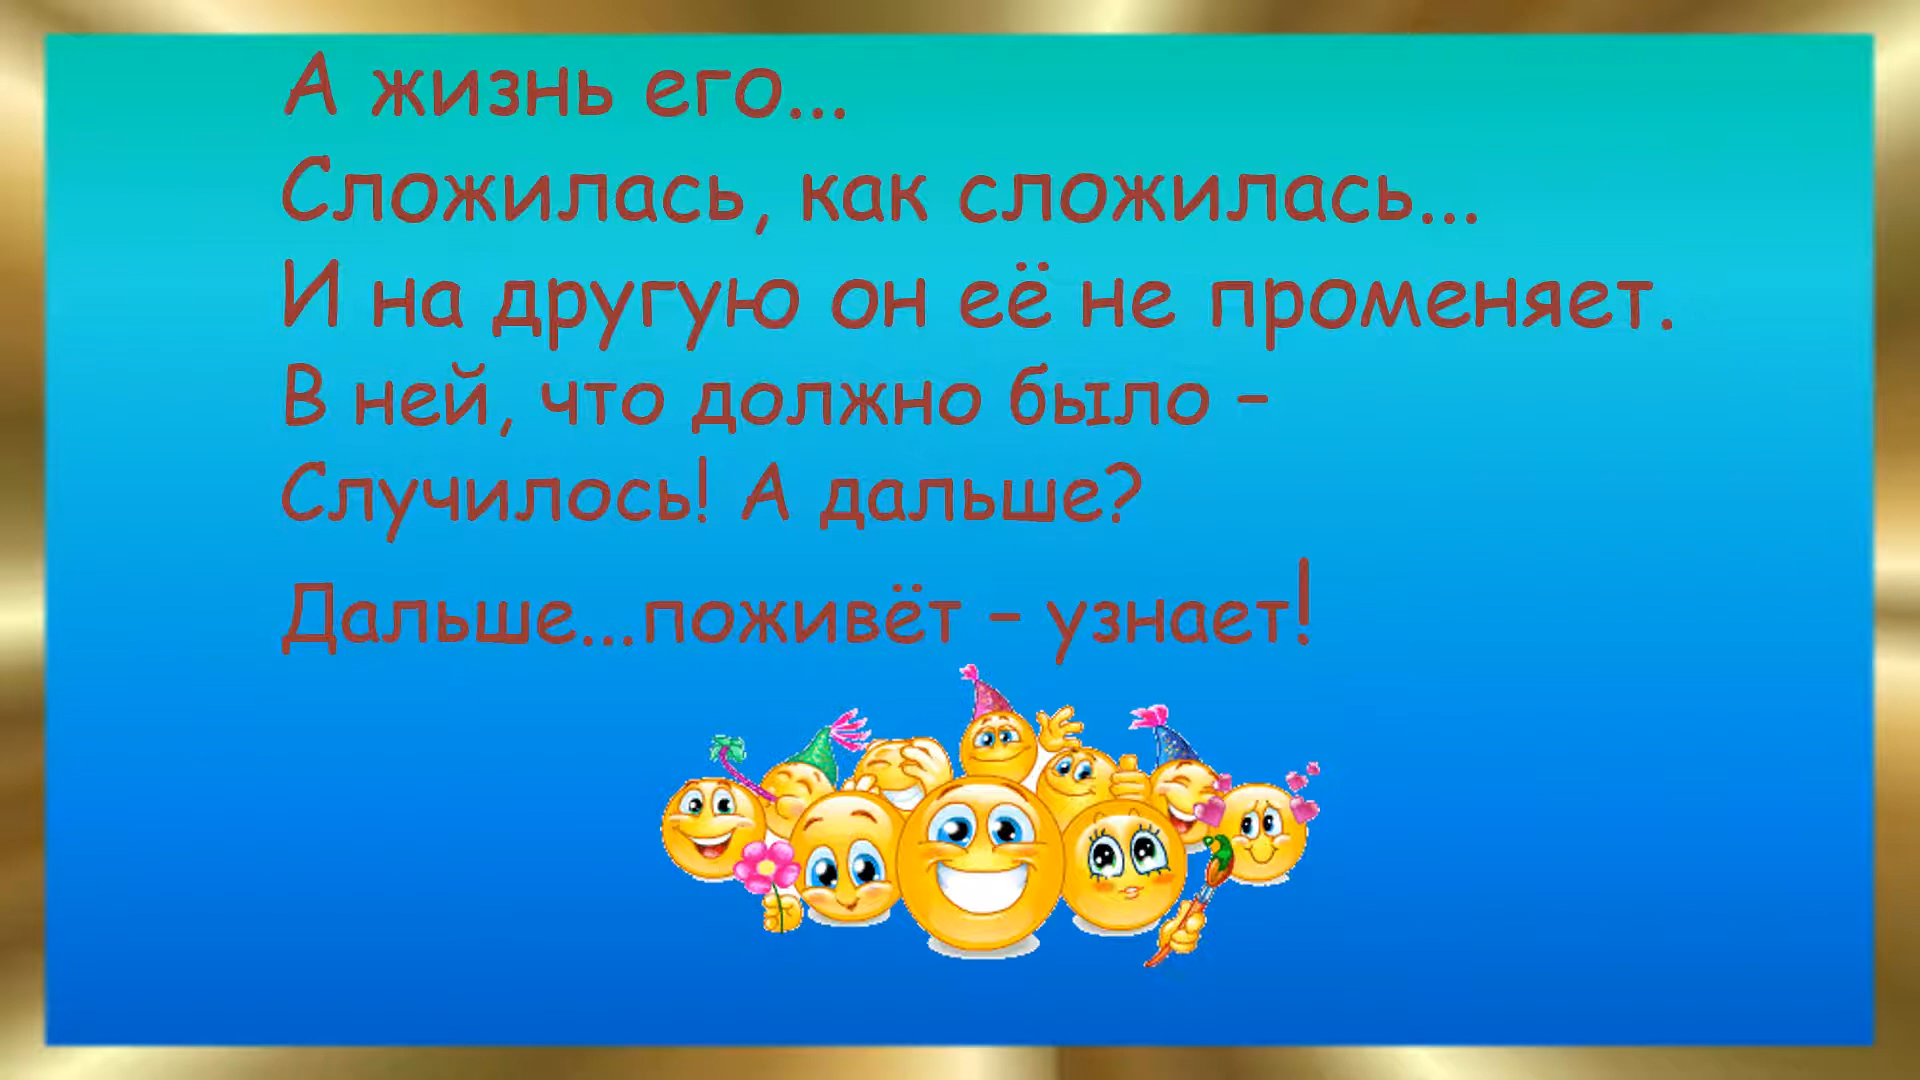 А жизнь его...
Сложилась, как сложилась...
И на другую он её не променяет.
В ней, что должно было –
Случилось! А дальше?
Дальше...поживёт – узнает!